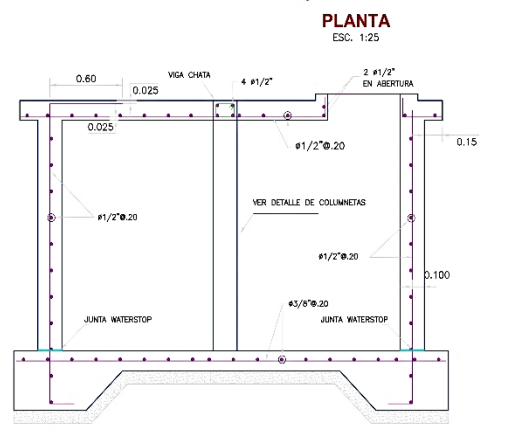 PLANTA
ESC. 1:25
VIGA CHATA
4 ø1/2"
2 ø1/2"
EN ABERTURA
0.60
0.025
0.025
ø1/2"@.20
0.15
VER DETALLE DE COLUMNETAS
ø1/2"@.20
ø1/2"@.20
0.100
ø3/8"@.20
JUNTA WATERSTOP
JUNTA WATERSTOP